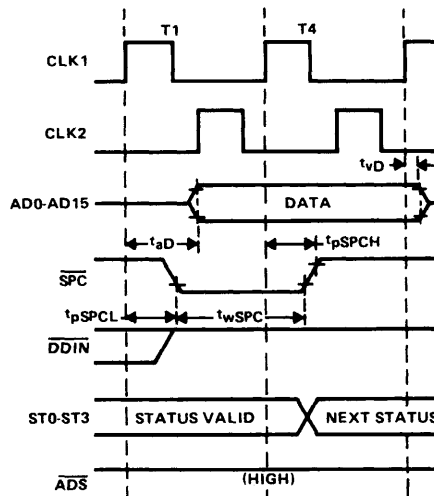 T1 T4
CLK1
CLK2
tvD
AD0-AD15 DATA
taD tpSPCH
SPC
tpSPCL twSPC
DDIN
ST0-ST3 STATUS VALID NEXT STATUS
(HIGH)
ADS